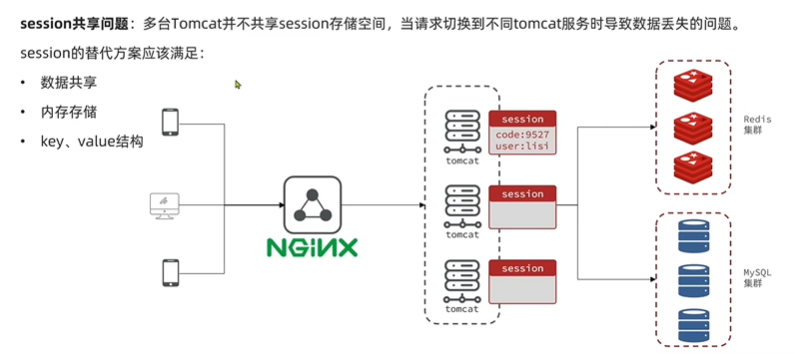 session共享问题：多台Tomcat并不共享session存储空间，当请求切换到不同tomcat服务时导致数据丢失的问题。
session的替代方案应该满足：
• 数据共享
• 内存存储
• key、value结构
NGINX
session
code:9527
user:lisi
tomcat
session
tomcat
session
tomcat
Redis
集群
MySQL
集群